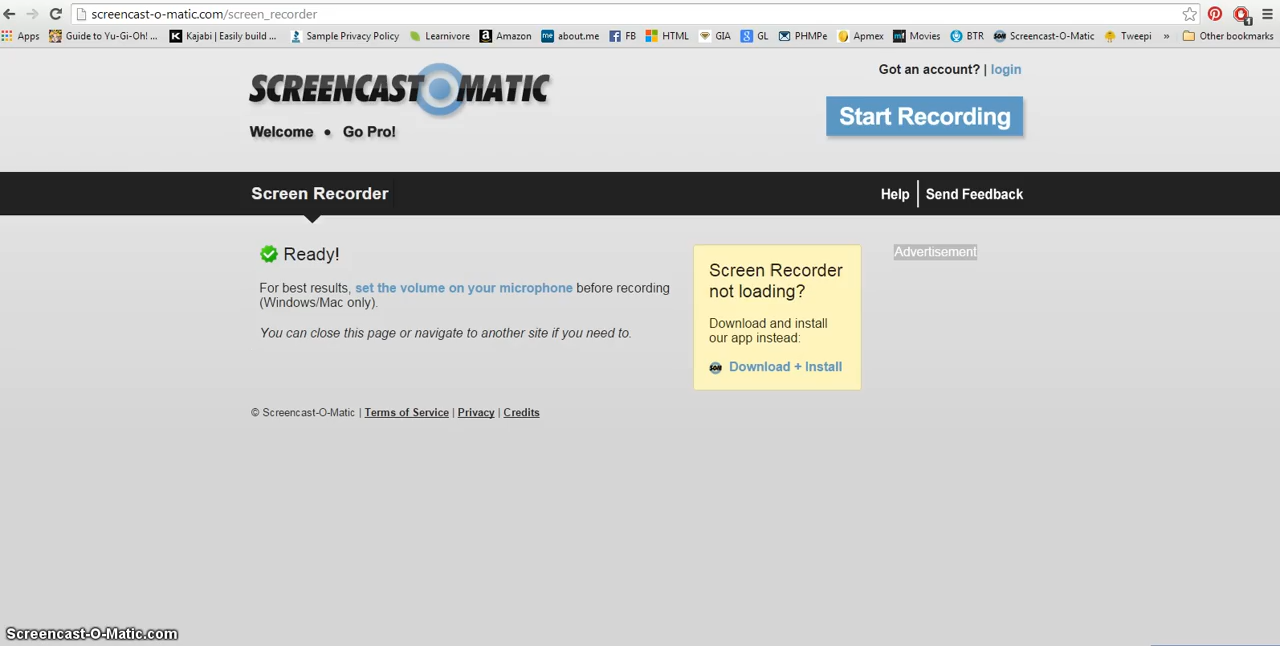 screencast-o-matic.com/screen_recorder
Apps Guide to Yu-Gi-Oh! ... Kajabi | Easily build ... Sample Privacy Policy Learnivore Amazon about.me FB HTML GIA GL PHMPe Apmex Movies BTR Screencast-O-Matic Tweepi » Other bookmarks
Got an account? | login
SCREENCAST O MATIC
Start Recording
Welcome • Go Pro!
Screen Recorder
Help | Send Feedback
Ready!
For best results, set the volume on your microphone before recording
(Windows/Mac only).
You can close this page or navigate to another site if you need to.
Screen Recorder
not loading?
Download and install
our app instead:
SOM Download + Install
Advertisement
© Screencast-O-Matic | Terms of Service | Privacy | Credits
Screencast-O-Matic.com